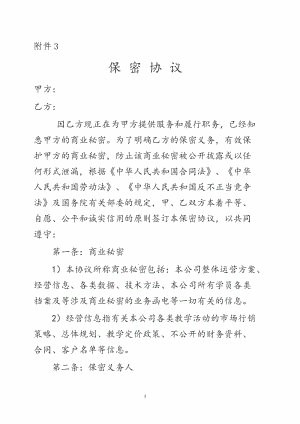 附件3
保 密 协 议
甲方：
乙方：
因乙方现正在为甲方提供服务和履行职务，已经知
悉甲方的商业秘密。为了明确乙方的保密义务，有效保
护甲方的商业秘密，防止该商业秘密被公开披露或以任
何形式泄漏，根据《中华人民共和国合同法》、《中华
人民共和国劳动法》、《中华人民共和国反不正当竞争
法》及国务院有关部委的规定，甲、乙双方本着平等、
自愿、公平和诚实信用的原则签订本保密协议，以共同
遵守：
第一条：商业秘密
1）本协议所称商业秘密包括：本公司整体运营方案、
经营信息、各类数据、技术方法、本公司所有学员各类
档案及等涉及商业秘密的业务函电等一切有关的信息。
2）经营信息指有关本公司各类教学活动的市场行销
策略、总体规划、教学定价政策、不公开的财务资料、
合同、客户名单等信息。
第二条：保密义务人
1